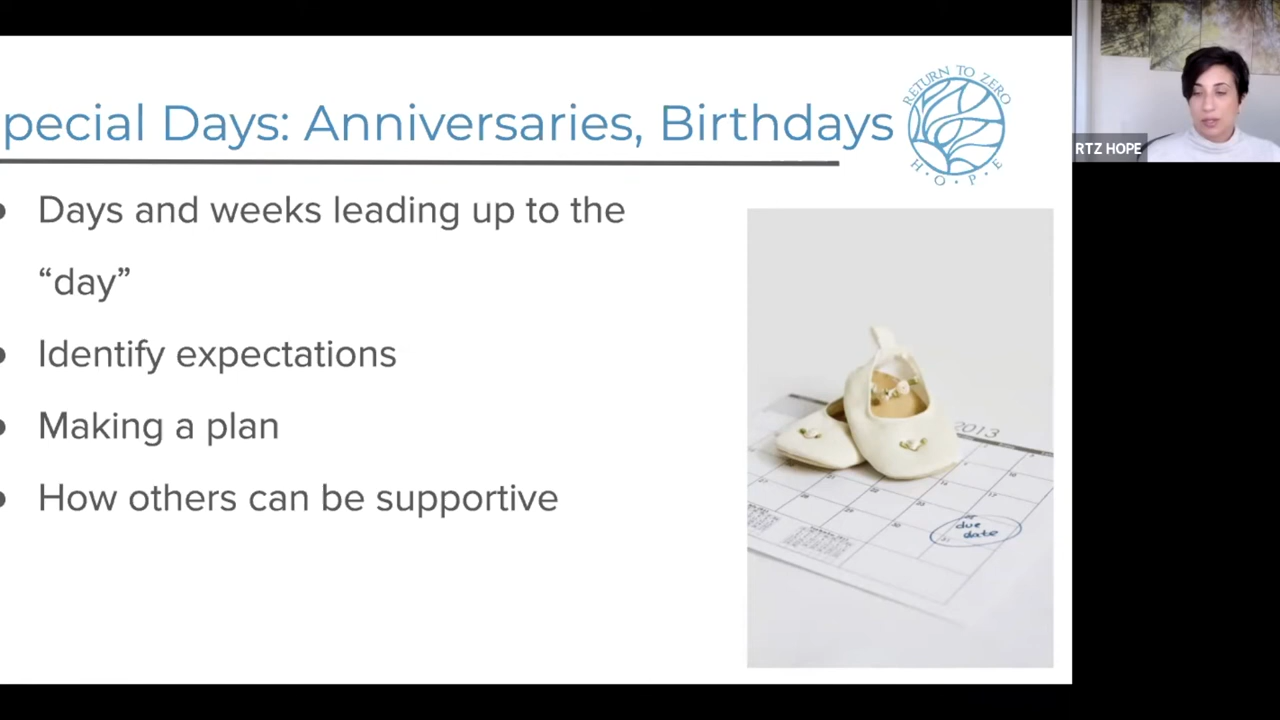 pecial Days: Anniversaries, Birthdays
RETURN TO ZERO
H·O·P·E
RTZ HOPE
• Days and weeks leading up to the
“day”
• Identify expectations
• Making a plan
• How others can be supportive
2013
due
date